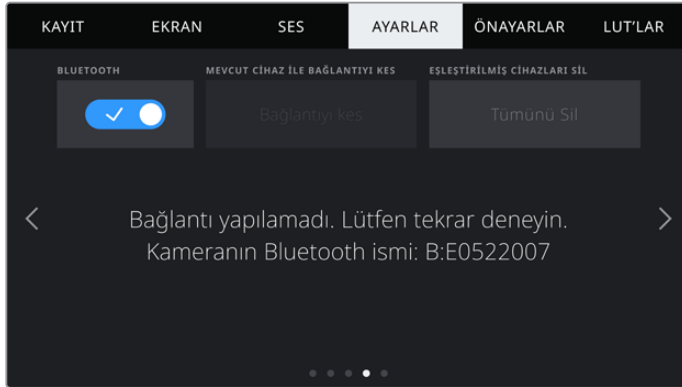 KAYIT EKRAN SES AYARLAR ÖNAYARLAR LUT'LAR
BLUETOOTH MEVCUT CİHAZ İLE BAĞLANTIYI KES EŞLEŞTİRİLMİŞ CİHAZLARI SİL
Bağlantıyı kes Tümünü Sil
Bağlantı yapılamadı. Lütfen tekrar deneyin.
Kameranın Bluetooth ismi: B:E0522007